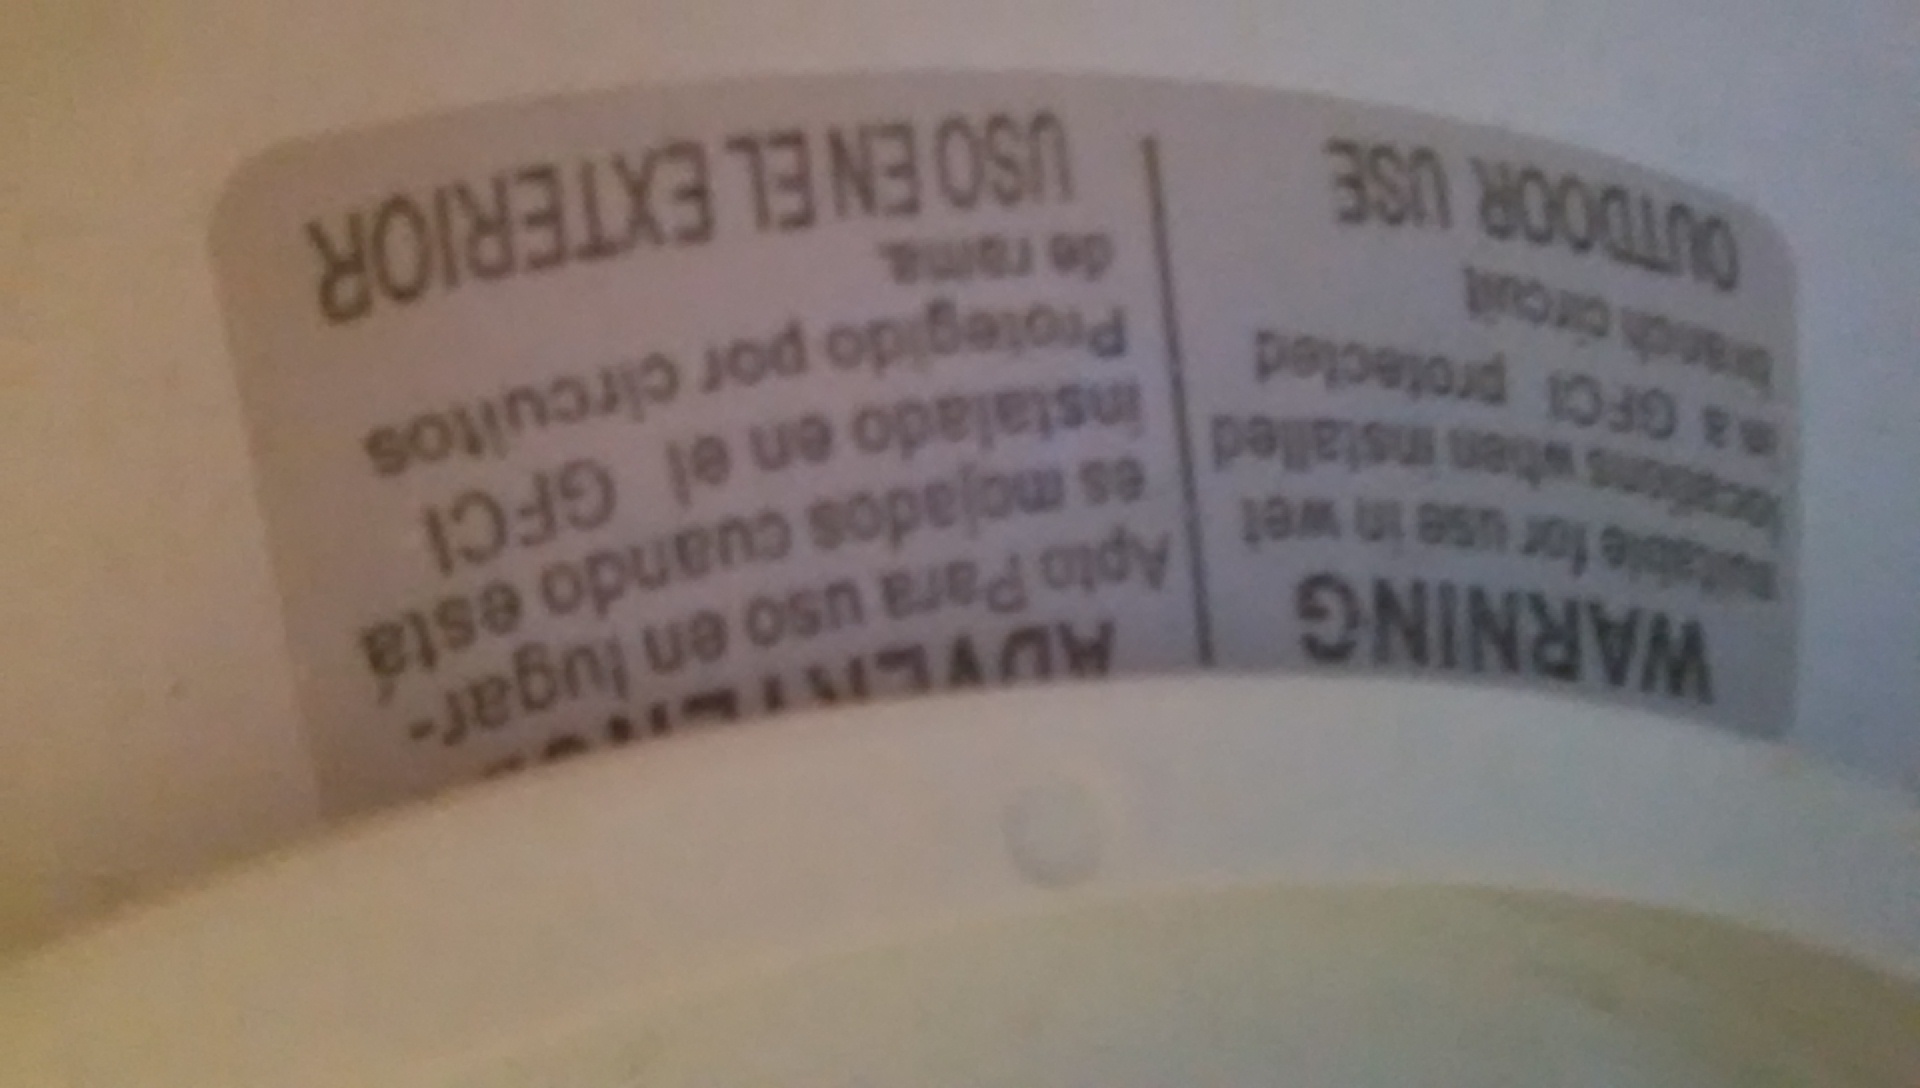 WARNING
suitable for use in wet
locations when installed
in a GFCI protected
branch circuit
OUTDOOR USE
Apto Para uso en lugar-
es mojados cuando está
instalado en el GFCI
Protegido por circuitos
de rama.
USO EN EL EXTERIOR